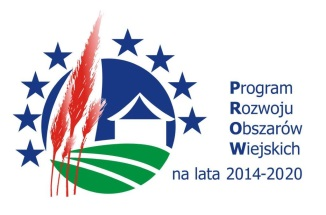 Program
Rozwoju
Obszarów
Wiejskich
na lata 2014-2020